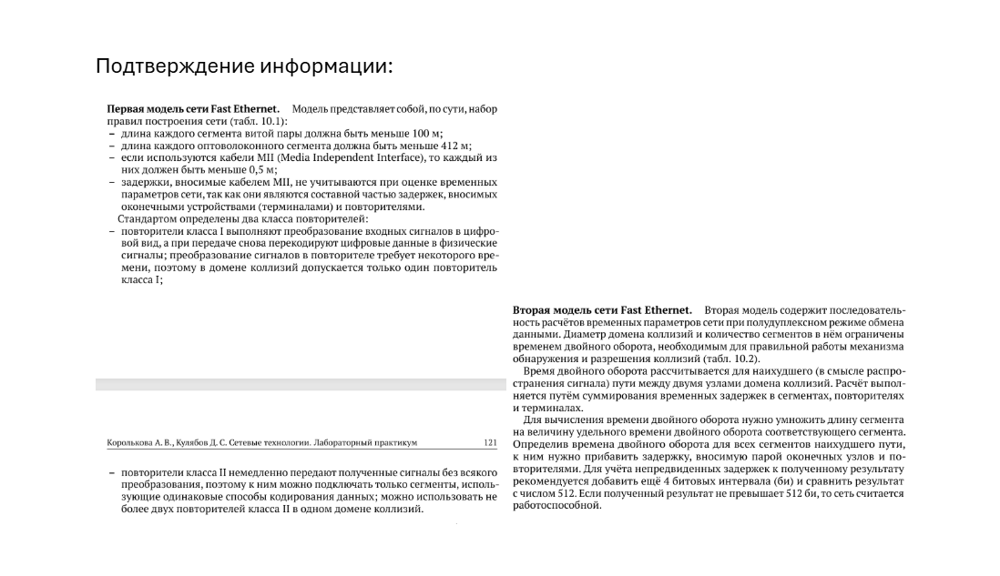 Подтверждение информации:
Первая модель сети Fast Ethernet. Модель представляет собой, по сути, набор
правил построения сети (табл. 10.1):
– длина каждого сегмента витой пары должна быть меньше 100 м;
– длина каждого оптоволоконного сегмента должна быть меньше 412 м;
– если используются кабели MII (Media Independent Interface), то каждый из
них должен быть меньше 0,5 м;
– задержки, вносимые кабелем MII, не учитываются при оценке временных
параметров сети, так как они являются составной частью задержек, вносимых
оконечными устройствами (терминалами) и повторителями.
Стандартом определены два класса повторителей:
– повторители класса I выполняют преобразование входных сигналов в цифро-
вой вид, а при передаче снова перекодируют цифровые данные в физические
сигналы; преобразование сигналов в повторителе требует некоторого вре-
мени, поэтому в домене коллизий допускается только один повторитель
класса I;
Королькова А. В., Кулябов Д. С. Сетевые технологии. Лабораторный практикум 121
– повторители класса II немедленно передают полученные сигналы без всякого
преобразования, поэтому к ним можно подключать только сегменты, исполь-
зующие одинаковые способы кодирования данных; можно использовать не
более двух повторителей класса II в одном домене коллизий.
Вторая модель сети Fast Ethernet. Вторая модель содержит последователь-
ность расчётов временных параметров сети при полудуплексном режиме обмена
данными. Диаметр домена коллизий и количество сегментов в нём ограничены
временем двойного оборота, необходимым для правильной работы механизма
обнаружения и разрешения коллизий (табл. 10.2).
Время двойного оборота рассчитывается для наихудшего (в смысле распро-
странения сигнала) пути между двумя узлами домена коллизий. Расчёт выпол-
няется путём суммирования временных задержек в сегментах, повторителях
и терминалах.
Для вычисления времени двойного оборота нужно умножить длину сегмента
на величину удельного времени двойного оборота соответствующего сегмента.
Определив времена двойного оборота для всех сегментов наихудшего пути,
к ним нужно прибавить задержку, вносимую парой оконечных узлов и по-
вторителями. Для учёта непредвиденных задержек к полученному результату
рекомендуется добавить ещё 4 битовых интервала (би) и сравнить результат
с числом 512. Если полученный результат не превышает 512 би, то сеть считается
работоспособной.